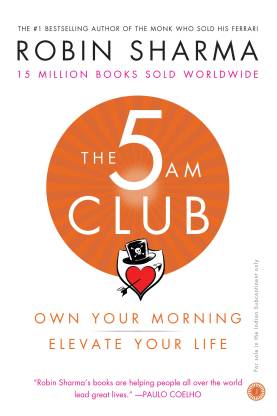 THE #1 BESTSELLING AUTHOR OF THE MONK WHO SOLD HIS FERRARI
ROBIN SHARMA
15 MILLION BOOKS SOLD WORLDWIDE
THE 5 AM
CLUB
OWN YOUR MORNING
ELEVATE YOUR LIFE
"Robin Sharma's books are helping people all over the world
lead great lives." —PAULO COELHO
For sale in the Indian Subcontinent only